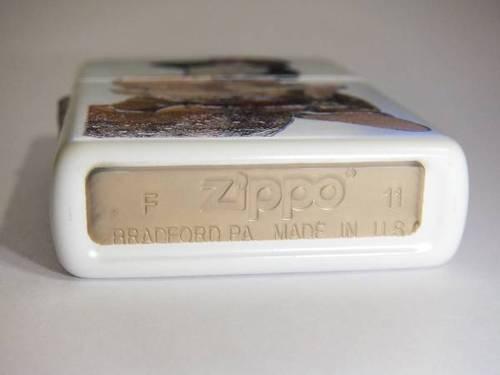 F Zippo® 11
BRADFORD PA. MADE IN U.S.A